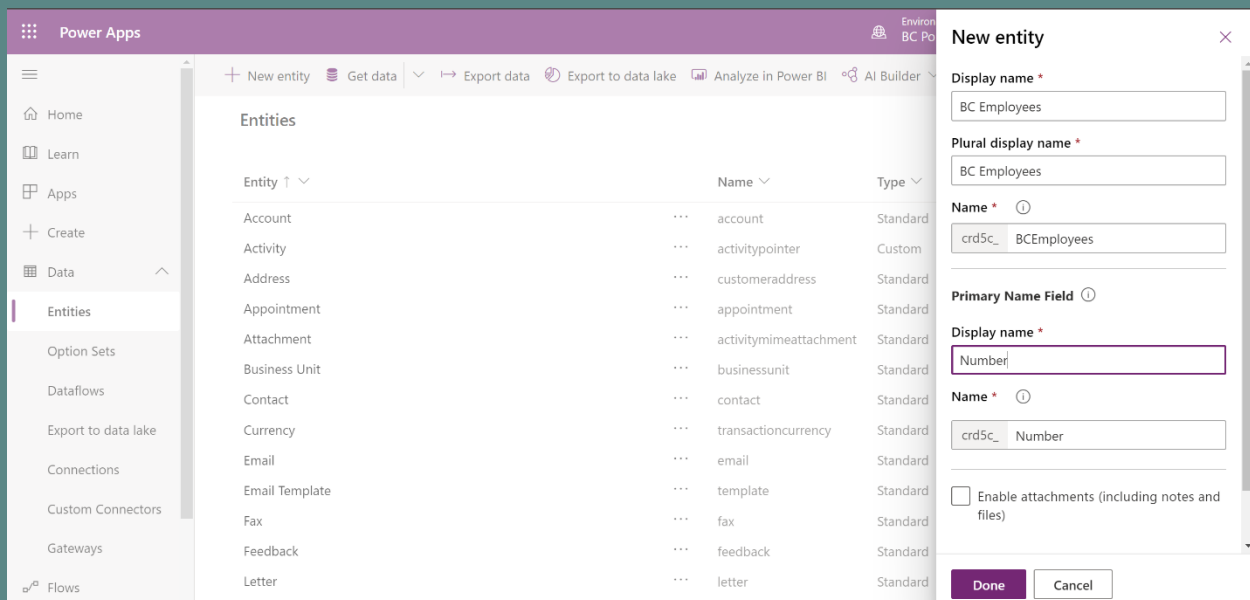 Power Apps
Environ
BC Po
Home
Learn
Apps
Create
Data
Entities
Option Sets
Dataflows
Export to data lake
Connections
Custom Connectors
Gateways
Flows
New entity Get data Export data Export to data lake Analyze in Power BI AI Builder
Entities
Entity Name Type
Account ... account Standard
Activity ... activitypointer Custom
Address ... customeraddress Standard
Appointment ... appointment Standard
Attachment ... activitymimeattachment Standard
Business Unit ... businessunit Standard
Contact ... contact Standard
Currency ... transactioncurrency Standard
Email ... email Standard
Email Template ... template Standard
Fax ... fax Standard
Feedback ... feedback Standard
Letter ... letter Standard
New entity
Display name *
BC Employees
Plural display name *
BC Employees
Name *
crd5c_ BCEmployees
Primary Name Field
Display name *
Number
Name *
crd5c_ Number
Enable attachments (including notes and
files)
Done Cancel